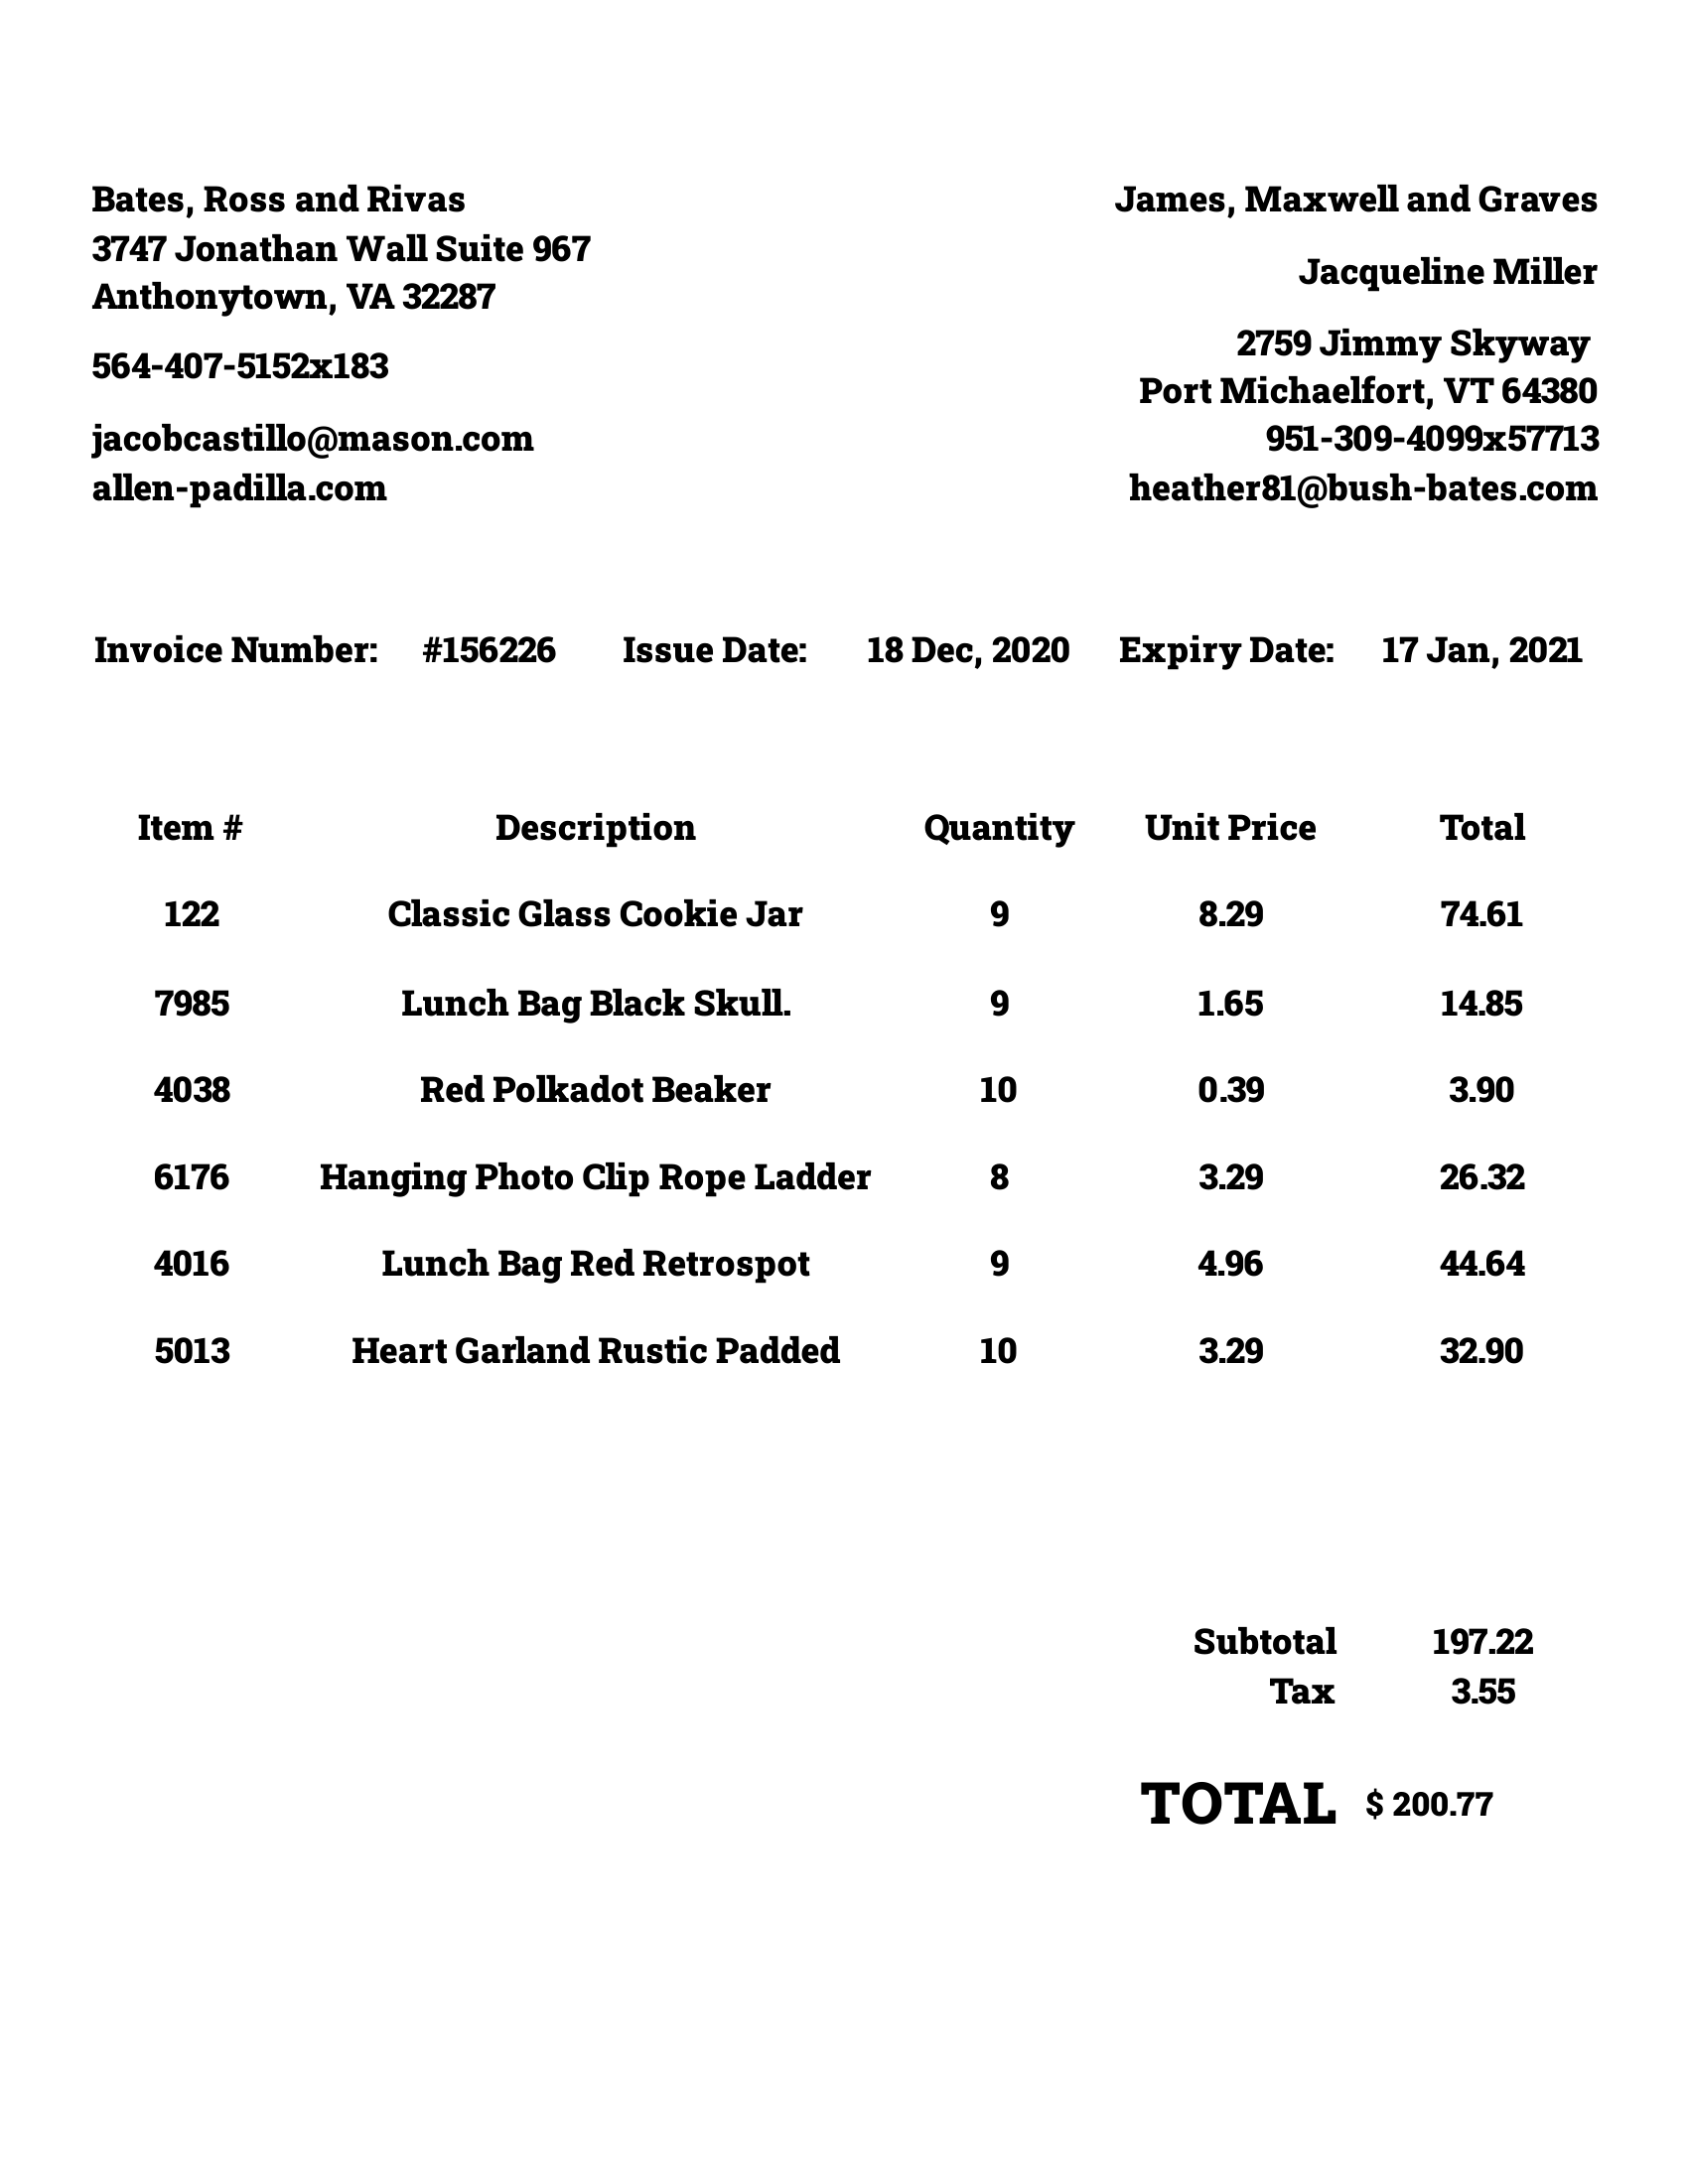 Bates, Ross and Rivas
3747 Jonathan Wall Suite 967
Anthonytown, VA 32287
564-407-5152x183
jacobcastillo@mason.com
allen-padilla.com
James, Maxwell and Graves
Jacqueline Miller
2759 Jimmy Skyway
Port Michaelfort, VT 64380
951-309-4099x57713
heather81@bush-bates.com
Invoice Number: #156226 Issue Date: 18 Dec, 2020 Expiry Date: 17 Jan, 2021
Item # Description Quantity Unit Price Total
122 Classic Glass Cookie Jar 9 8.29 74.61
7985 Lunch Bag Black Skull. 9 1.65 14.85
4038 Red Polkadot Beaker 10 0.39 3.90
6176 Hanging Photo Clip Rope Ladder 8 3.29 26.32
4016 Lunch Bag Red Retrospot 9 4.96 44.64
5013 Heart Garland Rustic Padded 10 3.29 32.90
Subtotal 197.22
Tax 3.55
TOTAL $ 200.77